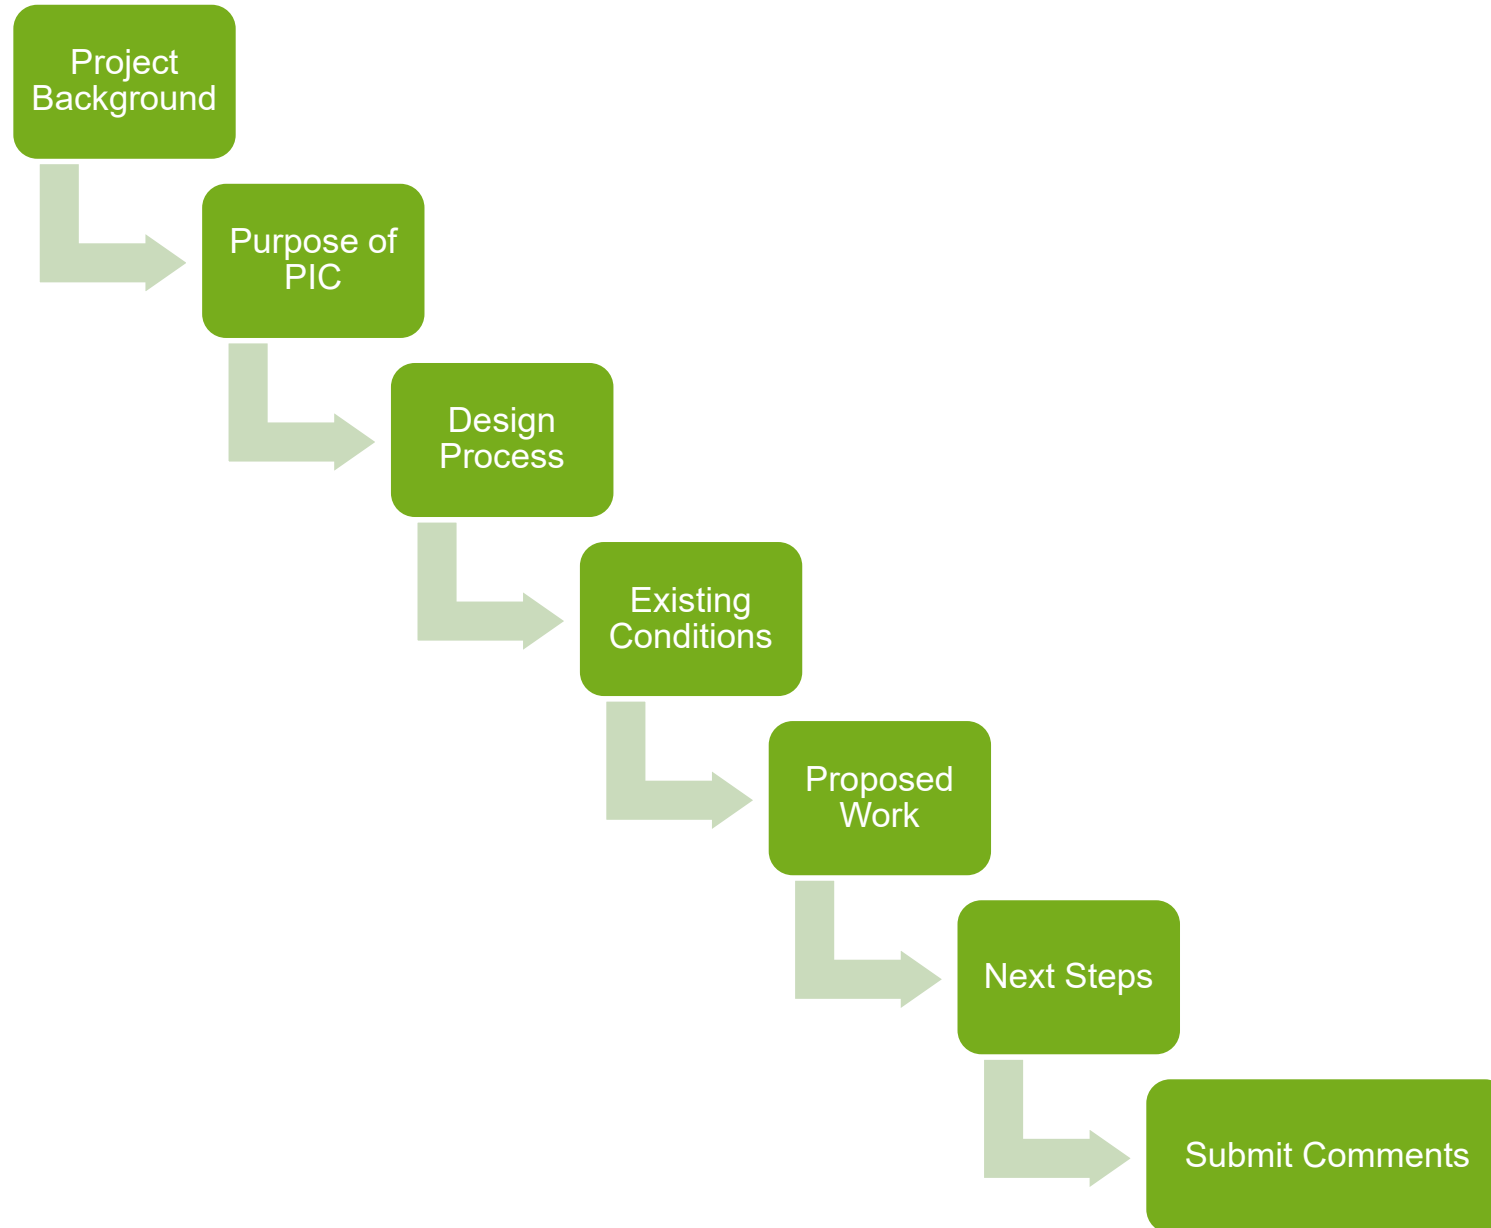 Project
Background
Purpose of
PIC
Design
Process
Existing
Conditions
Proposed
Work
Next Steps
Submit Comments